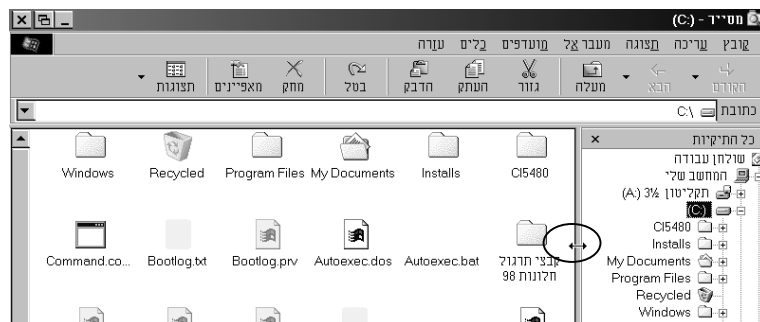 מסייר - (C:)
קובץ עריכה תצוגה מעבר אל מועדפים כלים עזרה
הקודם הבא מעלה גזור העתק הדבק בטל מחק מאפיינים תצוגות
כתובת C:\
כל התיקיות
שולחן עבודה
המחשב שלי
תקליטון 3½ (A:)
(C:)
CI5480
Installs
My Documents
Program Files
Recycled
Windows
Windows Recycled Program Files My Documents Installs CI5480
Command.co... Bootlog.txt Bootlog.prv Autoexec.dos Autoexec.bat קבצי תרגול
חלונות 98